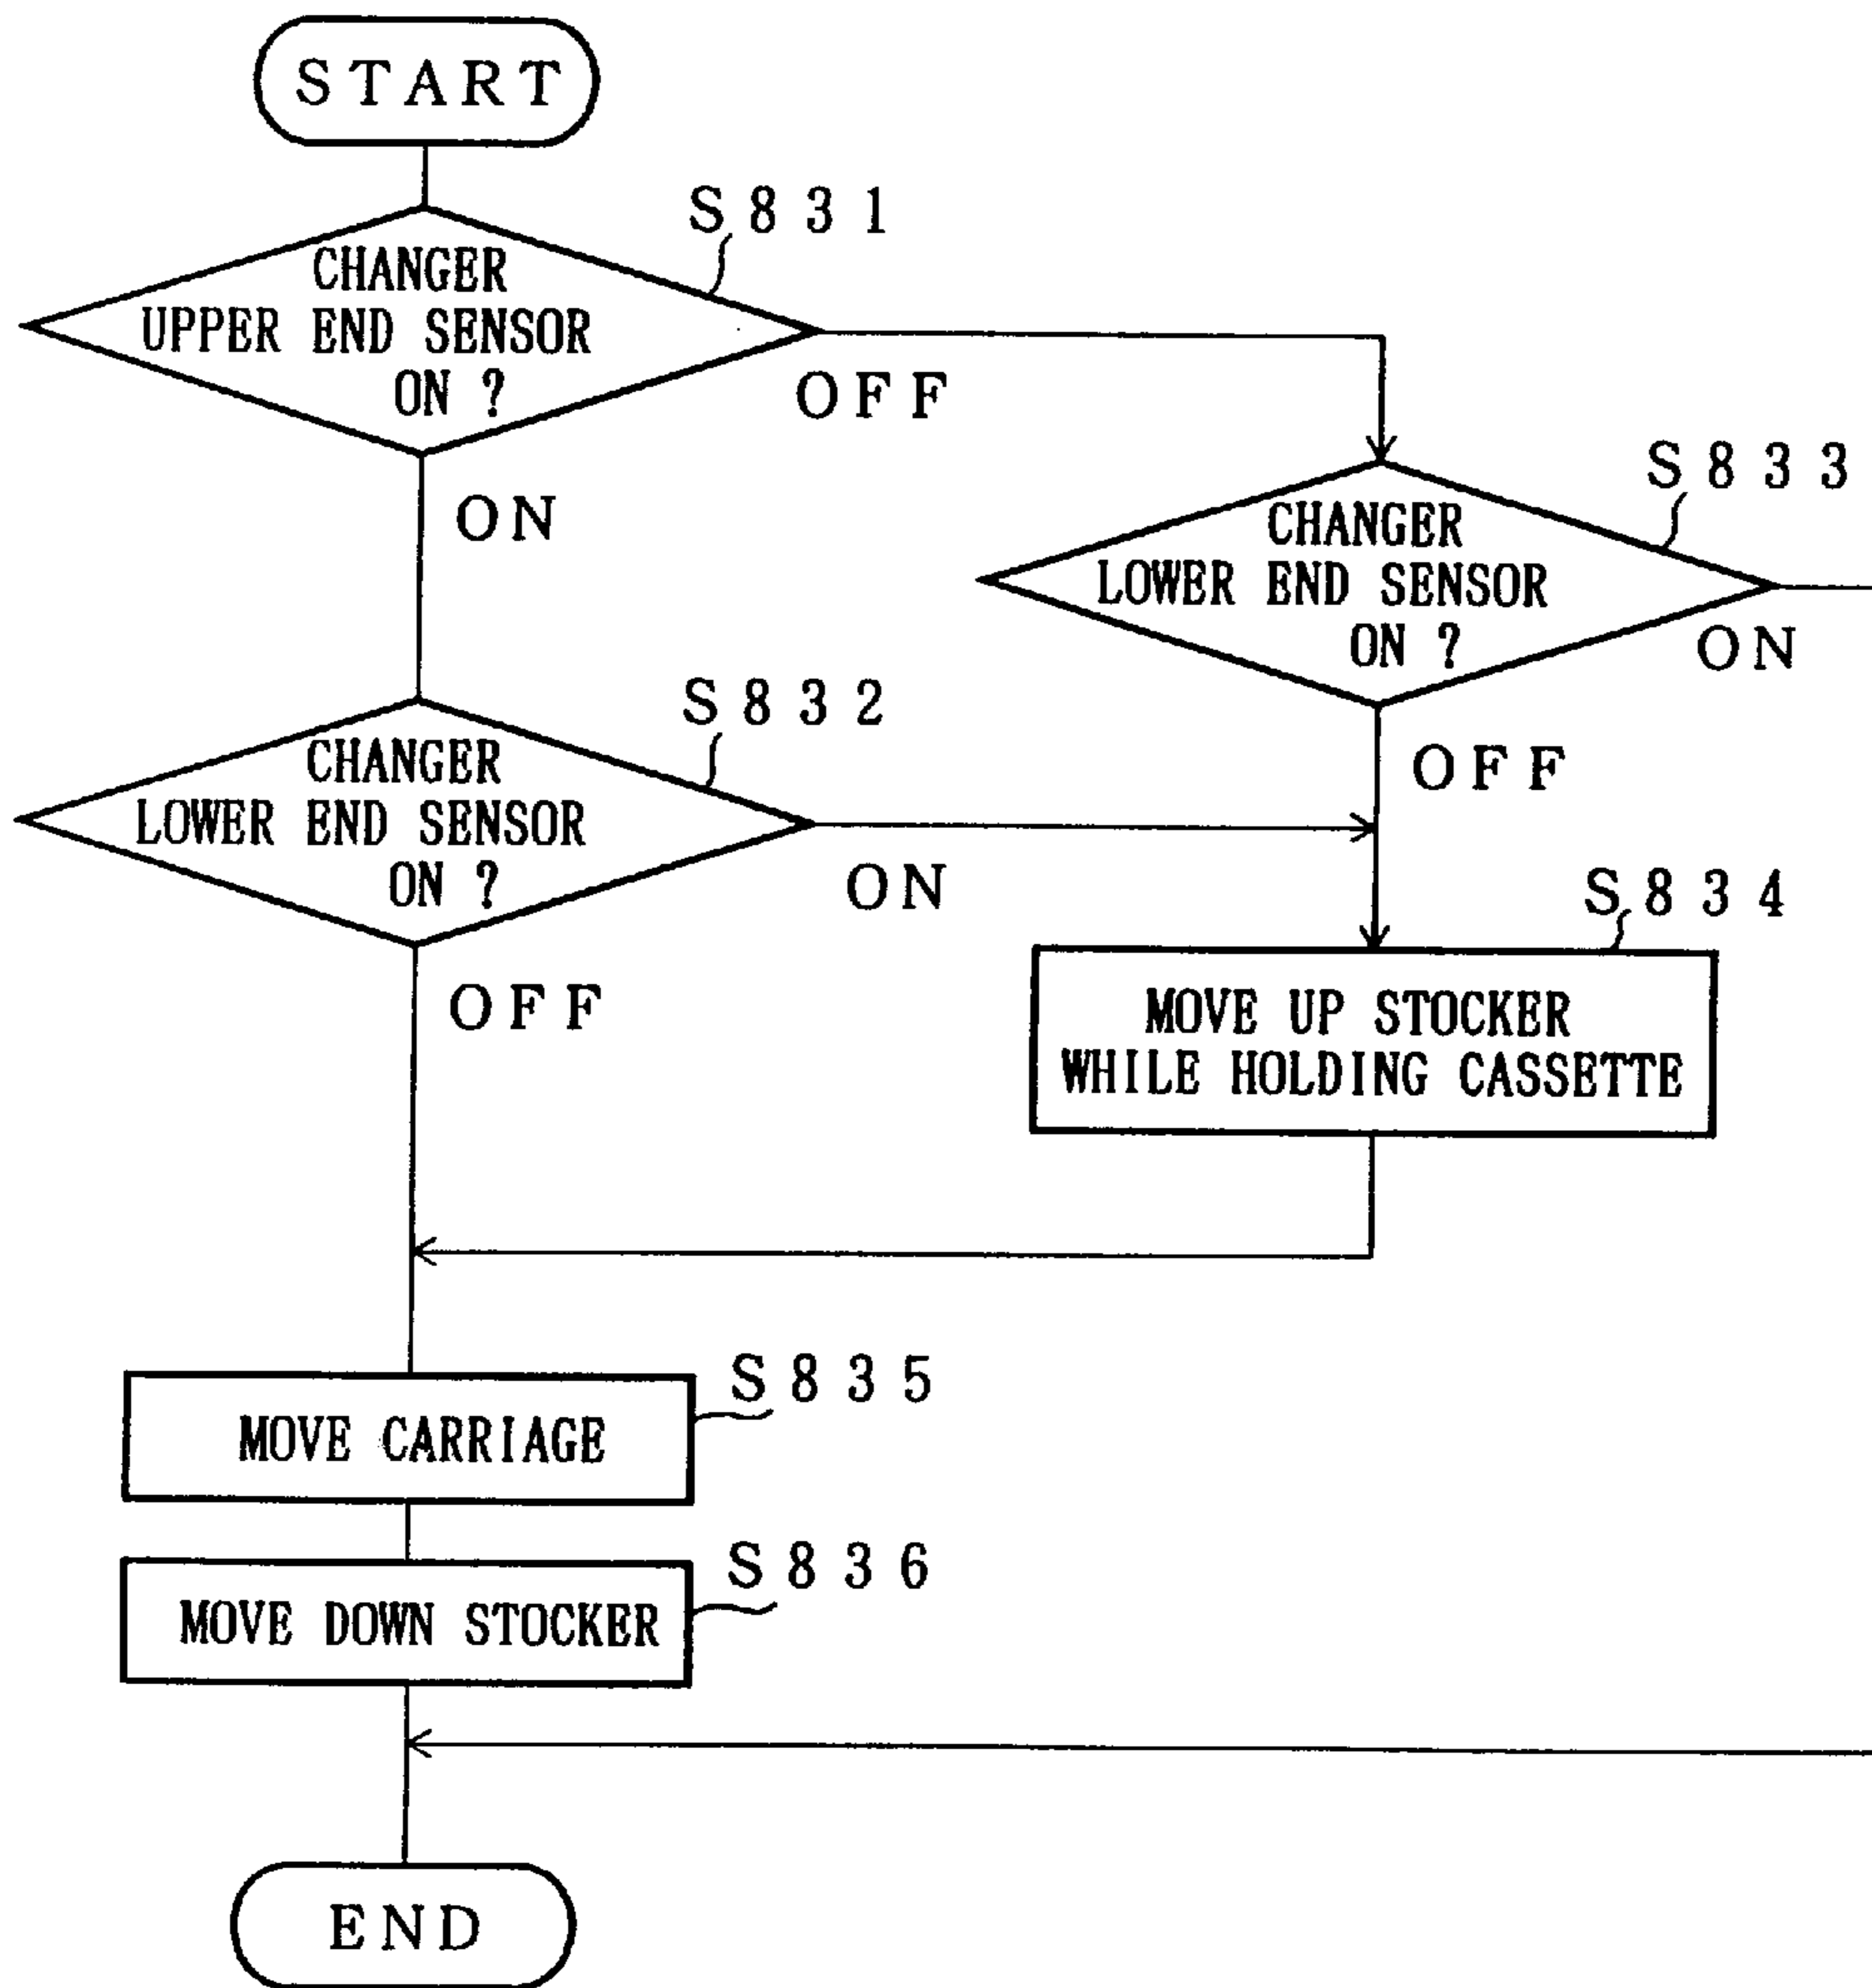 START
S831
CHANGER
UPPER END SENSOR
ON ?
OFF
ON
S833
CHANGER
LOWER END SENSOR
ON ?
ON
OFF
S832
CHANGER
LOWER END SENSOR
ON ?
ON
OFF
S834
MOVE UP STOCKER
WHILE HOLDING CASSETTE
S835
MOVE CARRIAGE
S836
MOVE DOWN STOCKER
END